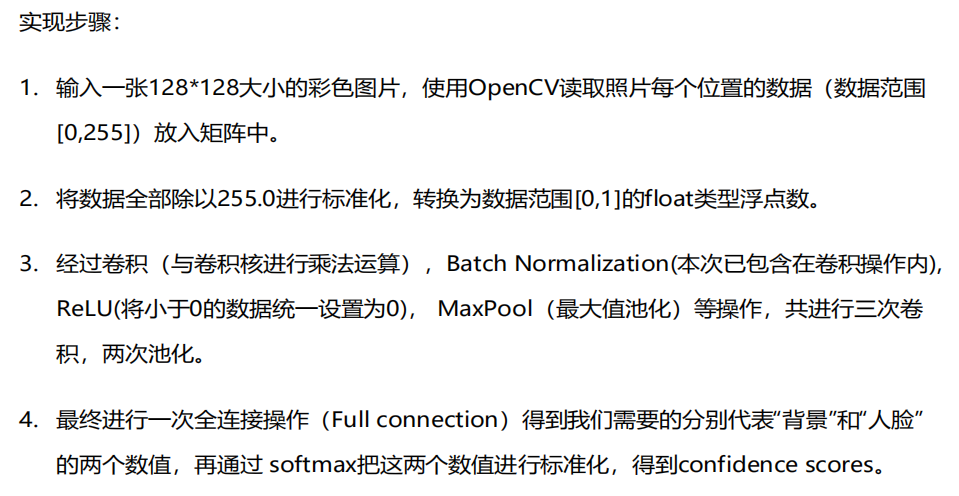 实现步骤：
1. 输入一张128*128大小的彩色图片，使用OpenCV读取照片每个位置的数据（数据范围
[0,255]）放入矩阵中。
2. 将数据全部除以255.0进行标准化，转换为数据范围[0,1]的float类型浮点数。
3. 经过卷积（与卷积核进行乘法运算），Batch Normalization(本次已包含在卷积操作内),
ReLU(将小于0的数据统一设置为0)， MaxPool（最大值池化）等操作，共进行三次卷
积，两次池化。
4. 最终进行一次全连接操作（Full connection）得到我们需要的分别代表“背景”和“人脸”
的两个数值，再通过 softmax把这两个数值进行标准化，得到confidence scores。